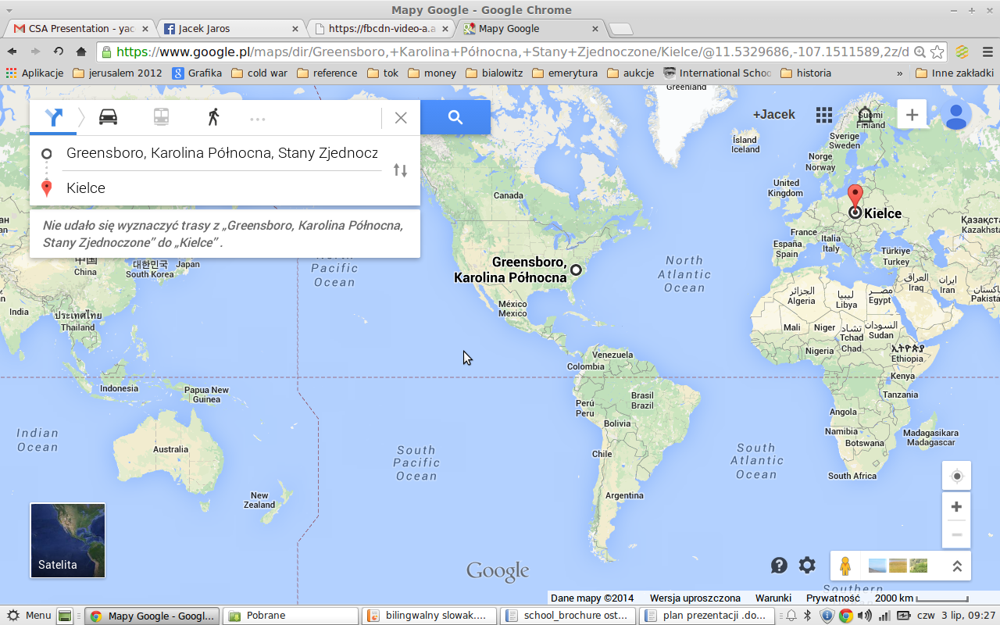 Mapy Google - Google Chrome
CSA Presentation - yac
Jacek Jaros
https://fbcdn-video-a.a
Mapy Google
https://www.google.pl/maps/dir/Greensboro,+Karolina+Północna,+Stany+Zjednoczone/Kielce/@11.5329686,-107.1511589,2z/d
Aplikacje
jerusalem 2012
Grafika
cold war
reference
tok
money
bialowitz
emerytura
aukcje
International Schoo
historia
»
Inne zakładki
Greensboro, Karolina Północna, Stany Zjednocz
Kielce
Nie udało się wyznaczyć trasy z „Greensboro, Karolina Północna,
Stany Zjednoczone” do „Kielce” .
+Jacek
Greenland
Suomi
Finland
Ísland
Iceland
Sverige
Sweden
Norge
Norway
United
Kingdom
Canada
Kielce
Қазақс
Kazakhsta
France
Italia
Italy
España
Spain
Türkiye
Turkey
Greensboro,
Karolina Północna
North
Atlantic
Ocean
North
Pacific
Ocean
中国
China
대한민국
South Korea
Japan
العراق
Iraq
ایران
Iran
Pakista
الجزائر
Algeria
ليبيا
Libya
مصر
Egypt
México
Mexico
India
ประเทศไทย
Thailand
Mali
Niger
تشاد
Tchad
Chad
السودان
Sudan
Nigeria
ኢትዮጵያ
Ethiopia
Venezuela
Colombia
Kenya
Indonesia
Papua New
Guinea
Tanzania
Brasil
Brazil
Perú
Peru
Angola
Bolivia
Namibia
Botswana
Madagasikara
Madagascar
Indian
Ocean
Australia
South
Pacific
Ocean
Chile
South
Atlantic
Ocean
South Africa
New
Zealand
Argentina
Satelita
Google
Southern
Dane mapy ©2014
Wersja uproszczona
Warunki
Prywatność
2000 km
Menu
Mapy Google - Googl...
Pobrane
bilingwalny slowak....
school_brochure ost...
plan prezentacji .do...
czw 3 lip, 09:27